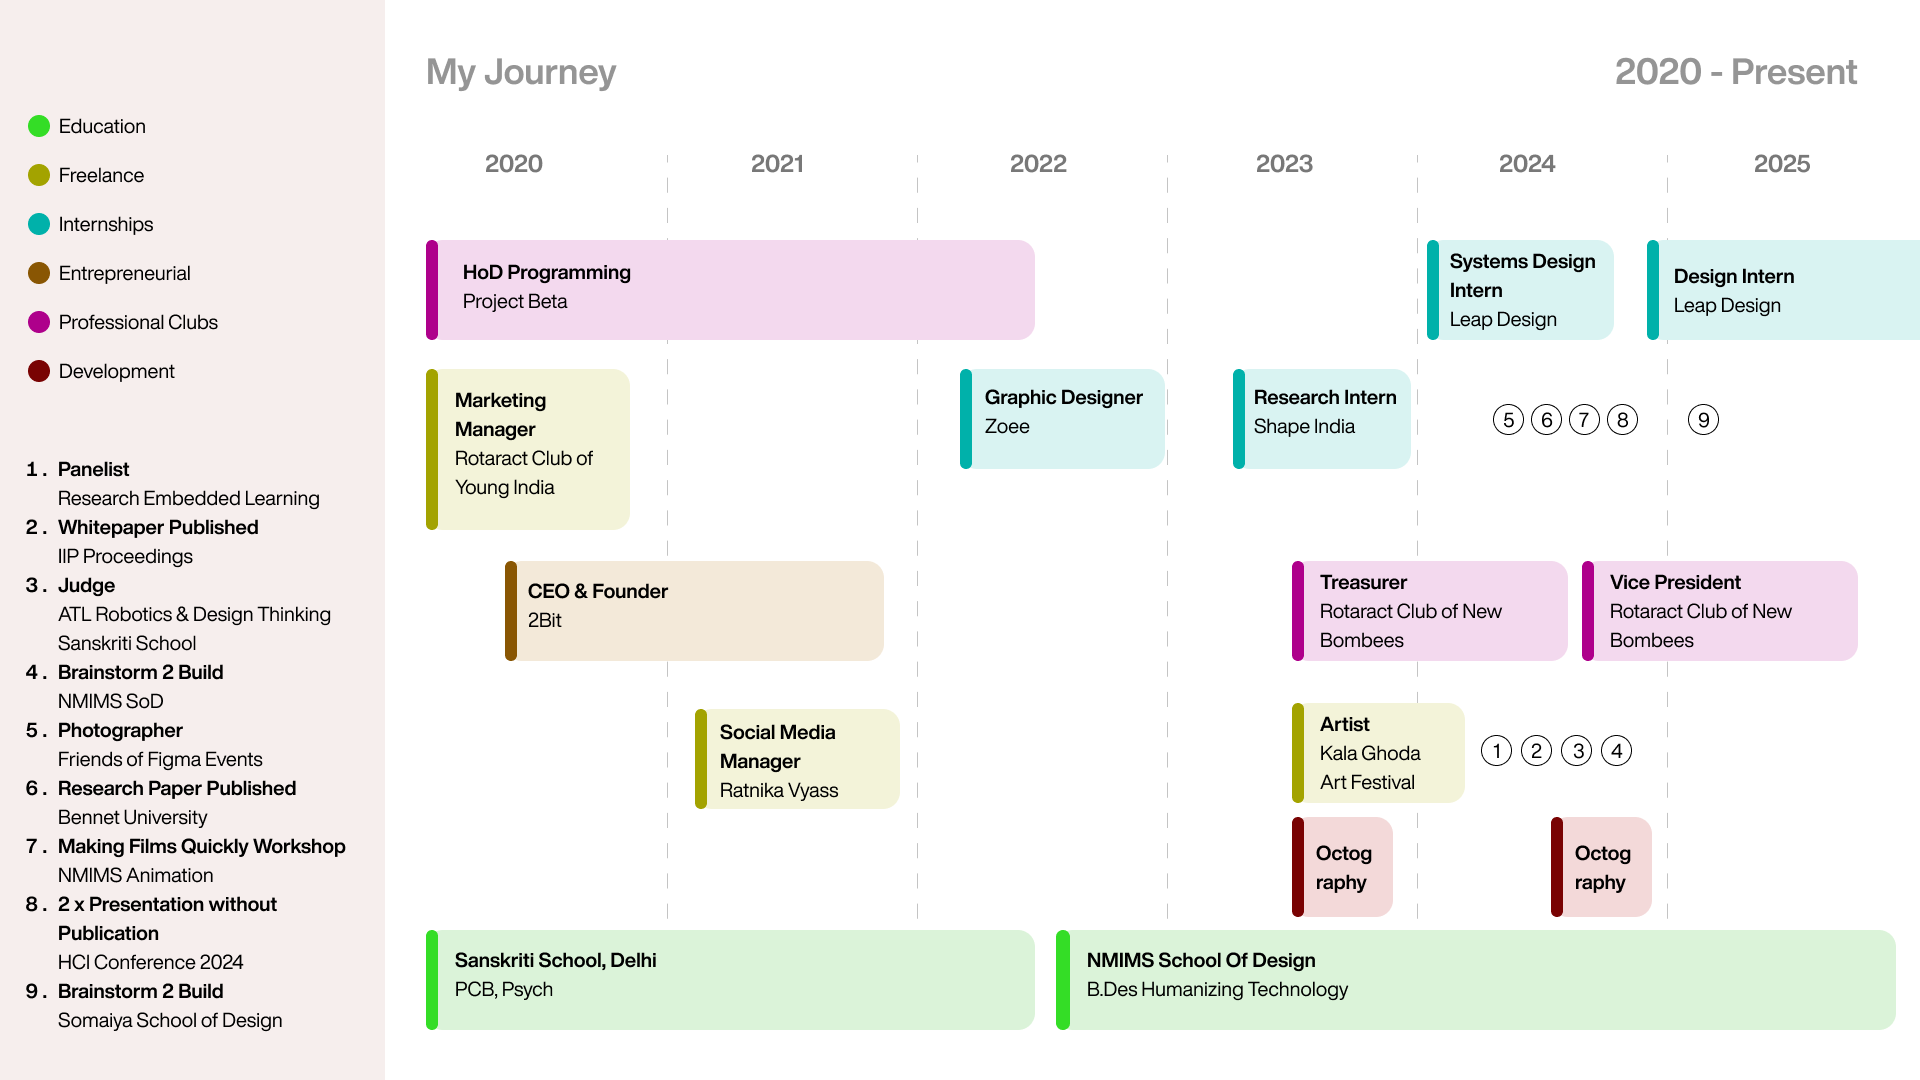 My Journey
2020 - Present
Education
Freelance
Internships
Entrepreneurial
Professional Clubs
Development
1. Panelist
Research Embedded Learning
2. Whitepaper Published
IIP Proceedings
3. Judge
ATL Robotics & Design Thinking
Sanskriti School
4. Brainstorm 2 Build
NMIMS SoD
5. Photographer
Friends of Figma Events
6. Research Paper Published
Bennet University
7. Making Films Quickly Workshop
NMIMS Animation
8. 2 x Presentation without
Publication
HCI Conference 2024
9. Brainstorm 2 Build
Somaiya School of Design
2020
2021
2022
2023
2024
2025
HoD Programming
Project Beta
Systems Design
Intern
Leap Design
Design Intern
Leap Design
Marketing
Manager
Rotaract Club of
Young India
Graphic Designer
Zoee
Research Intern
Shape India
5 6 7 8
9
CEO & Founder
2Bit
Treasurer
Rotaract Club of New
Bombees
Vice President
Rotaract Club of New
Bombees
Social Media
Manager
Ratnika Vyass
Artist
Kala Ghoda
Art Festival
1 2 3 4
Octog
raphy
Octog
raphy
Sanskriti School, Delhi
PCB, Psych
NMIMS School Of Design
B.Des Humanizing Technology